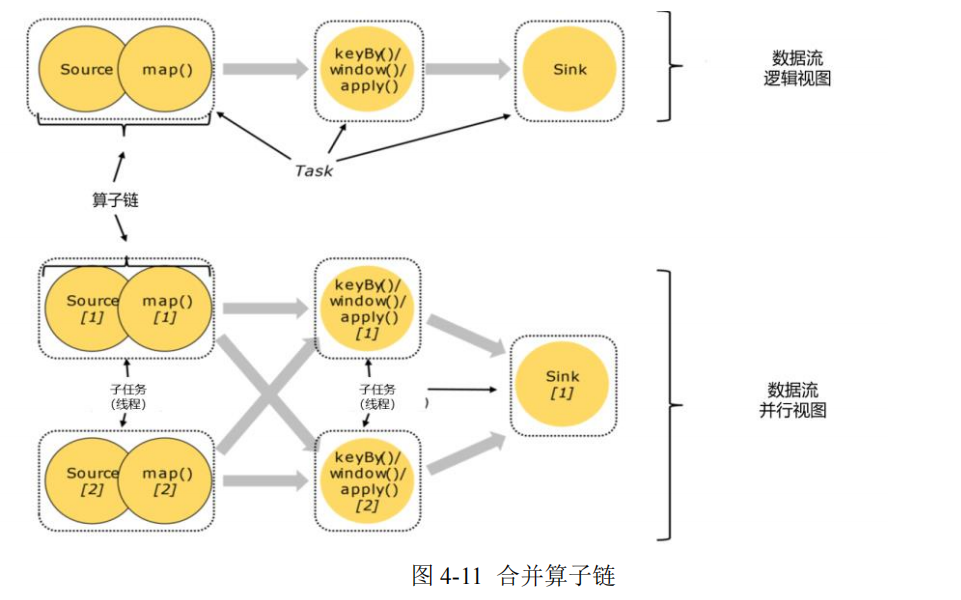 Source
map()
keyBy()/
window()/
apply()
Sink
数据流
逻辑视图
Task
算子链
Source
[1]
map()
[1]
keyBy()/
window()/
apply()
[1]
子任务
(线程)
子任务
(线程)
)
Sink
[1]
数据流
并行视图
Source
[2]
map()
[2]
keyBy()/
window()/
apply()
[2]
图 4-11 合并算子链